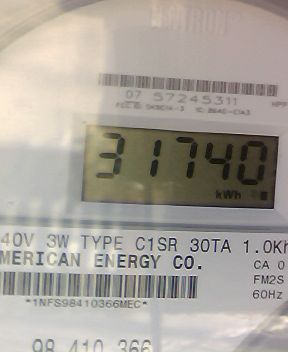 07 57245311
31740
kWh
40V 3W TYPE C1SR 30TA 1.0Kh
MERICAN ENERGY CO.
CA 0
FM2S
60Hz
*1NFS98410366MEC*
98 410 366